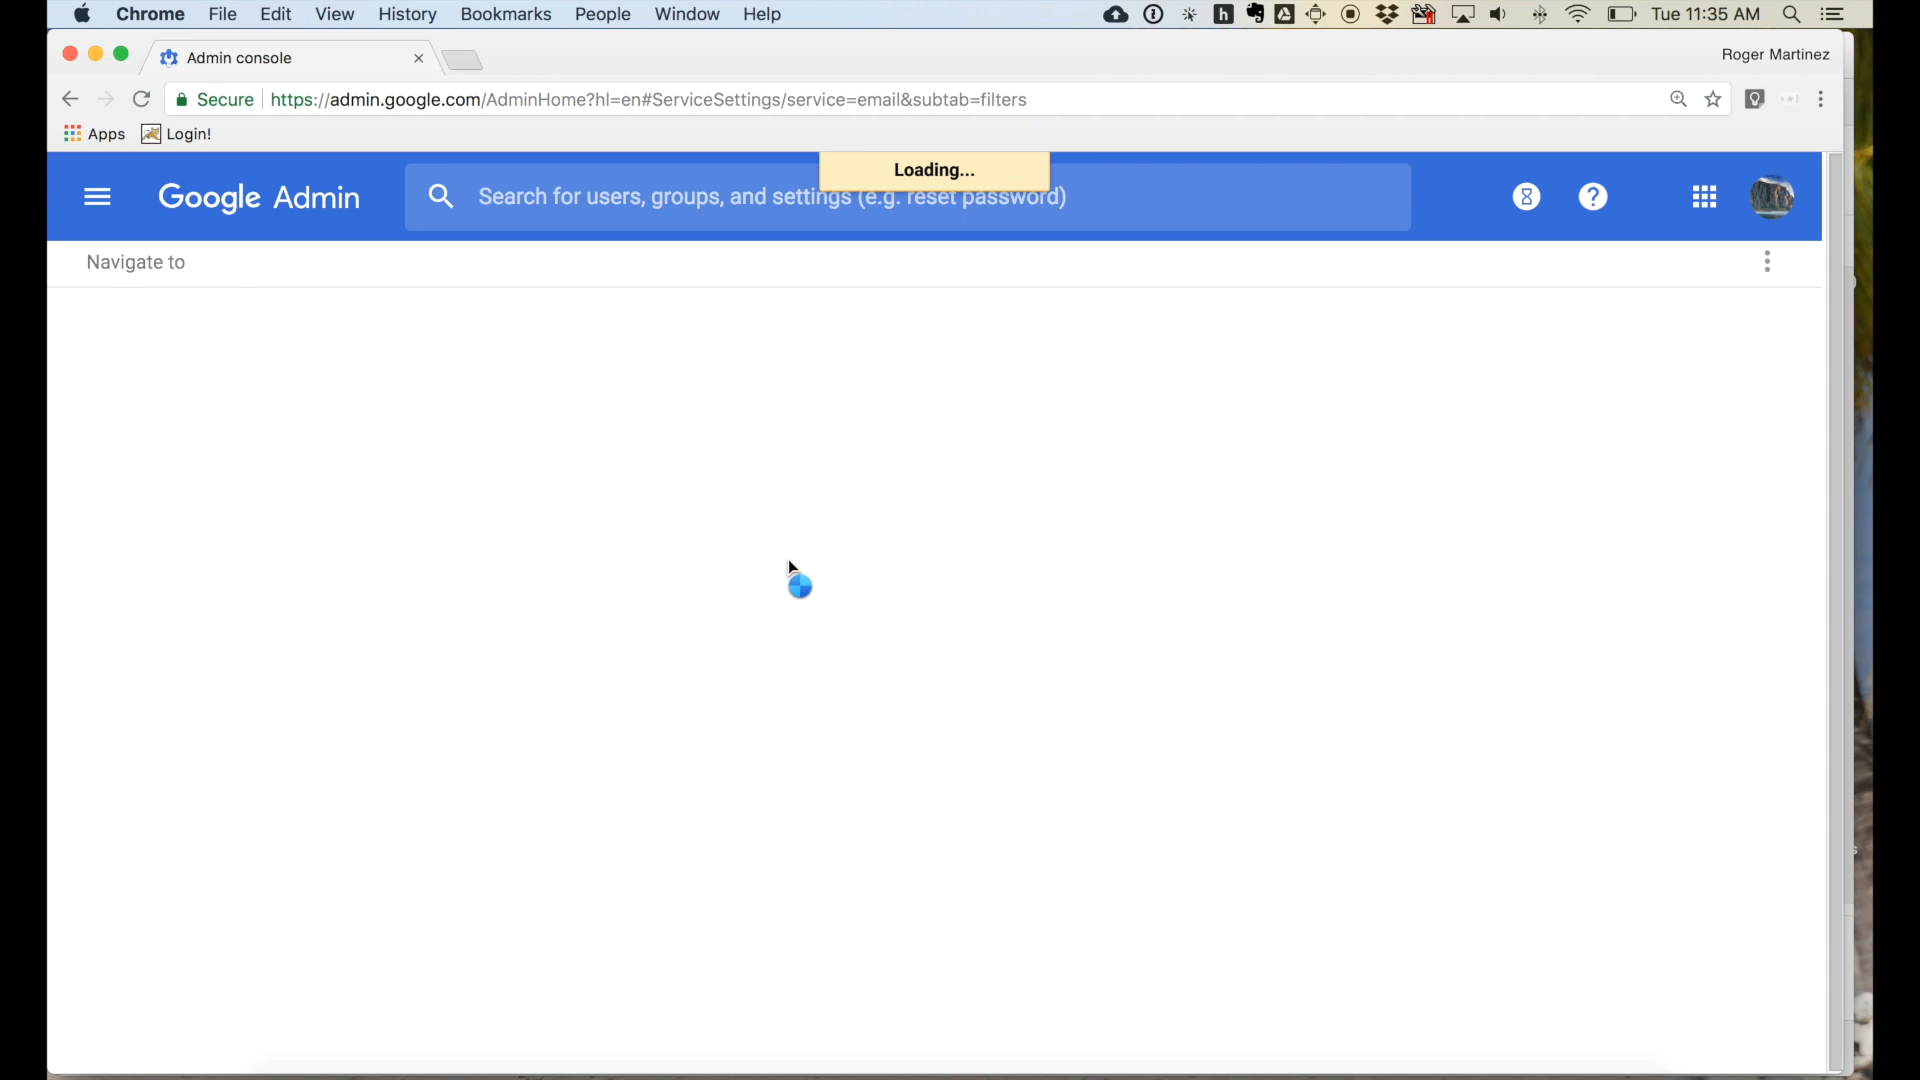 Chrome File Edit View History Bookmarks People Window Help Tue 11:35 AM
Admin console Roger Martinez
Secure https://admin.google.com/AdminHome?hl=en#ServiceSettings/service=email&subtab=filters
Apps Login!
Loading...
Google Admin Search for users, groups, and settings (e.g. reset password)
Navigate to